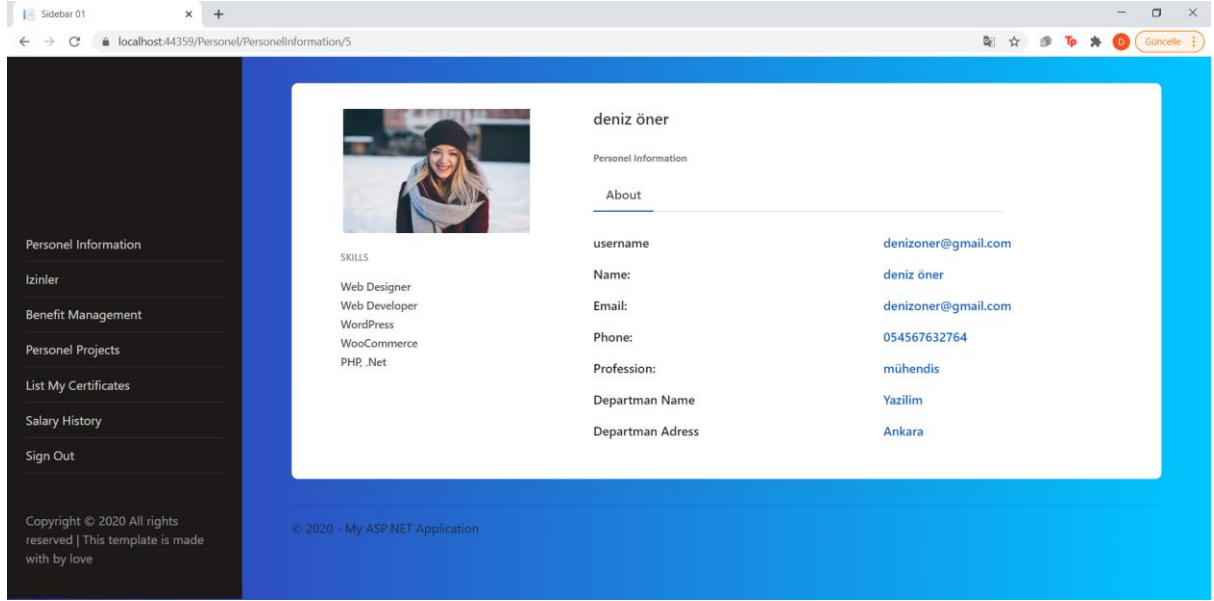 Sidebar 01
localhost:44359/Personel/PersonelInformation/5
Tp
D
Güncelle
Personel Information
Izinler
Benefit Management
Personel Projects
List My Certificates
Salary History
Sign Out
Copyright © 2020 All rights
reserved | This template is made
with by love
SKILLS
Web Designer
Web Developer
WordPress
WooCommerce
PHP, .Net
deniz öner
Personel Information
About
username denizoner@gmail.com
Name: deniz öner
Email: denizoner@gmail.com
Phone: 054567632764
Profession: mühendis
Departman Name Yazilim
Departman Adress Ankara
© 2020 - My ASP.NET Application